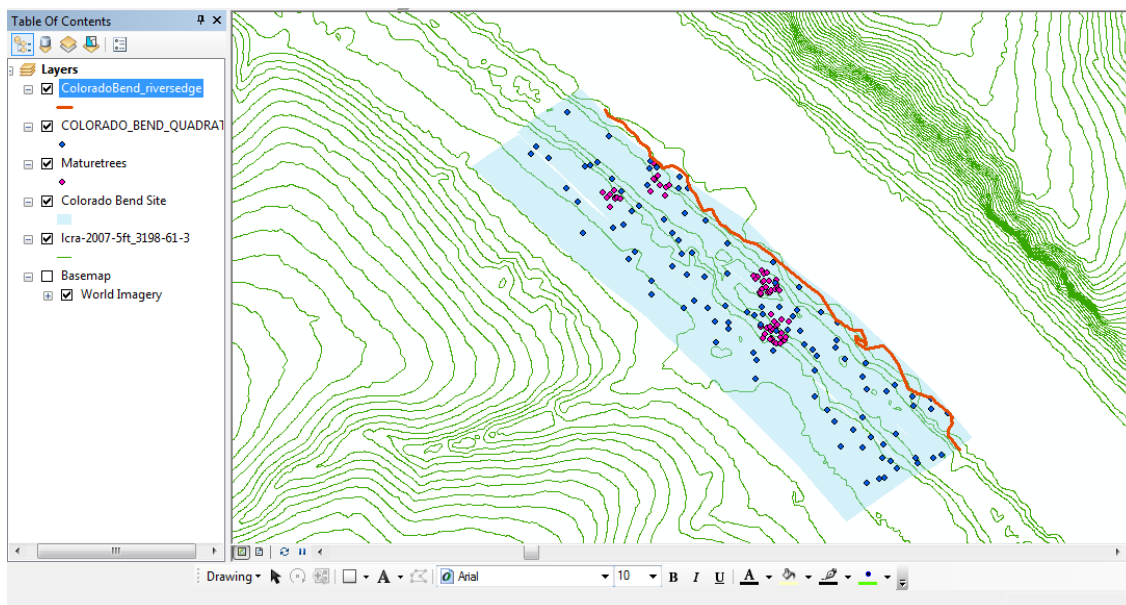 Table Of Contents
Layers
ColoradoBend_riversedge
COLORADO_BEND_QUADRAT
Maturetrees
Colorado Bend Site
lcra-2007-5ft_3198-61-3
Basemap
World Imagery
Drawing A Arial 10 B I U A